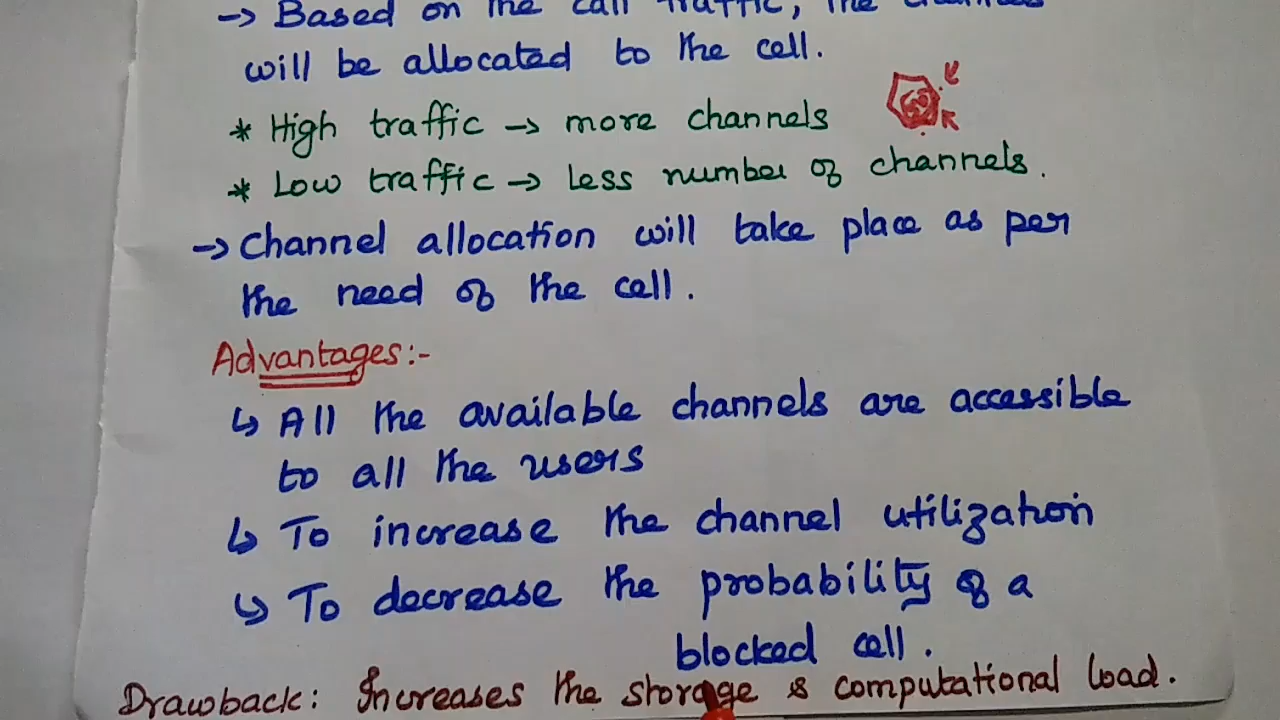 → Based on the call traffic, the channels
will be allocated to the cell.
* High traffic → more channels
* Low traffic → Less number of channels.
→ Channel allocation will take place as per
the need of the cell.
Advantages:-
↳ All the available channels are accessible
to all the users
↳ To increase the channel utilization
↳ To decrease the probability of a
blocked cell.
Drawback: Increases the storage & computational load.